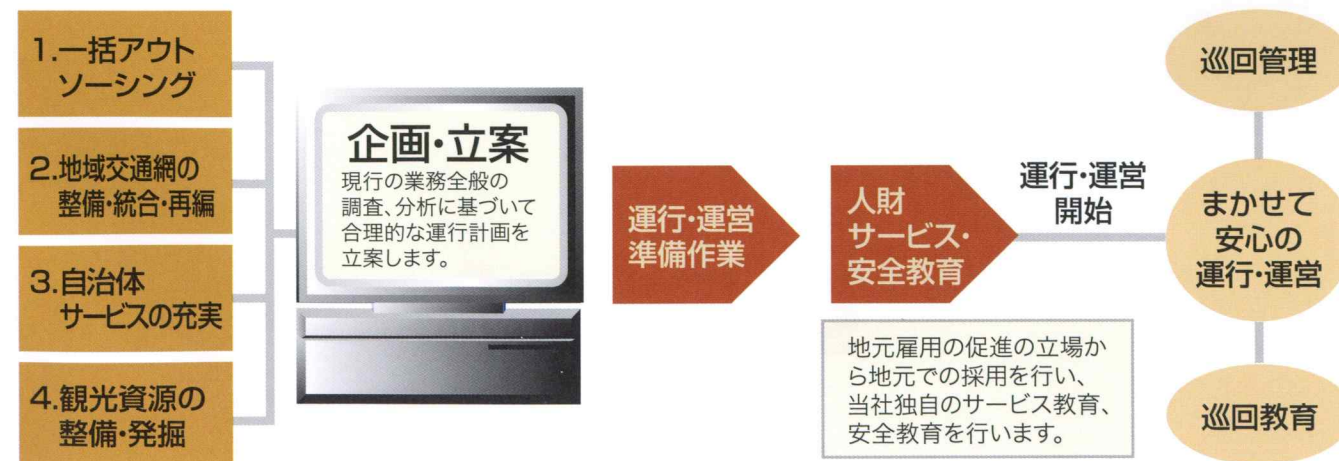 1.一括アウト
ソーシング
2.地域交通網の
整備・統合・再編
3.自治体
サービスの充実
4.観光資源の
整備・発掘
企画・立案
現行の業務全般の
調査、分析に基づいて
合理的な運行計画を
立案します。
運行・運営
準備作業
人財
サービス・
安全教育
地元雇用の促進の立場か
ら地元での採用を行い、
当社独自のサービス教育、
安全教育を行います。
運行・運営
開始
巡回管理
まかせて
安心の
運行・運営
巡回教育